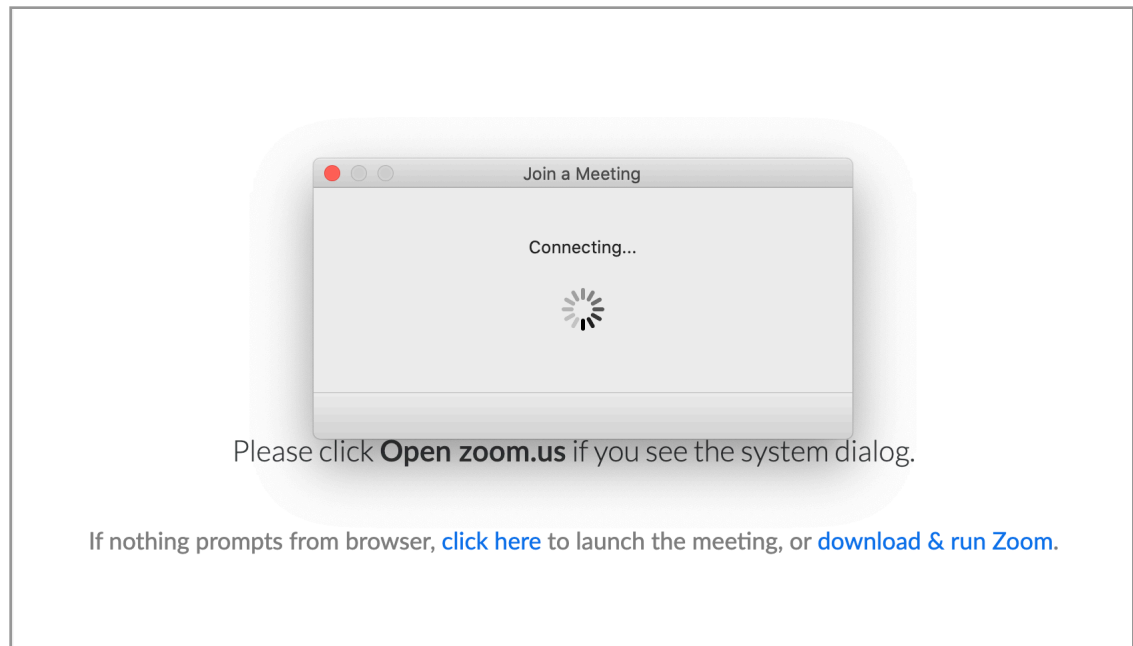 Join a Meeting
Connecting...
Please click Open zoom.us if you see the system dialog.
If nothing prompts from browser, click here to launch the meeting, or download & run Zoom.